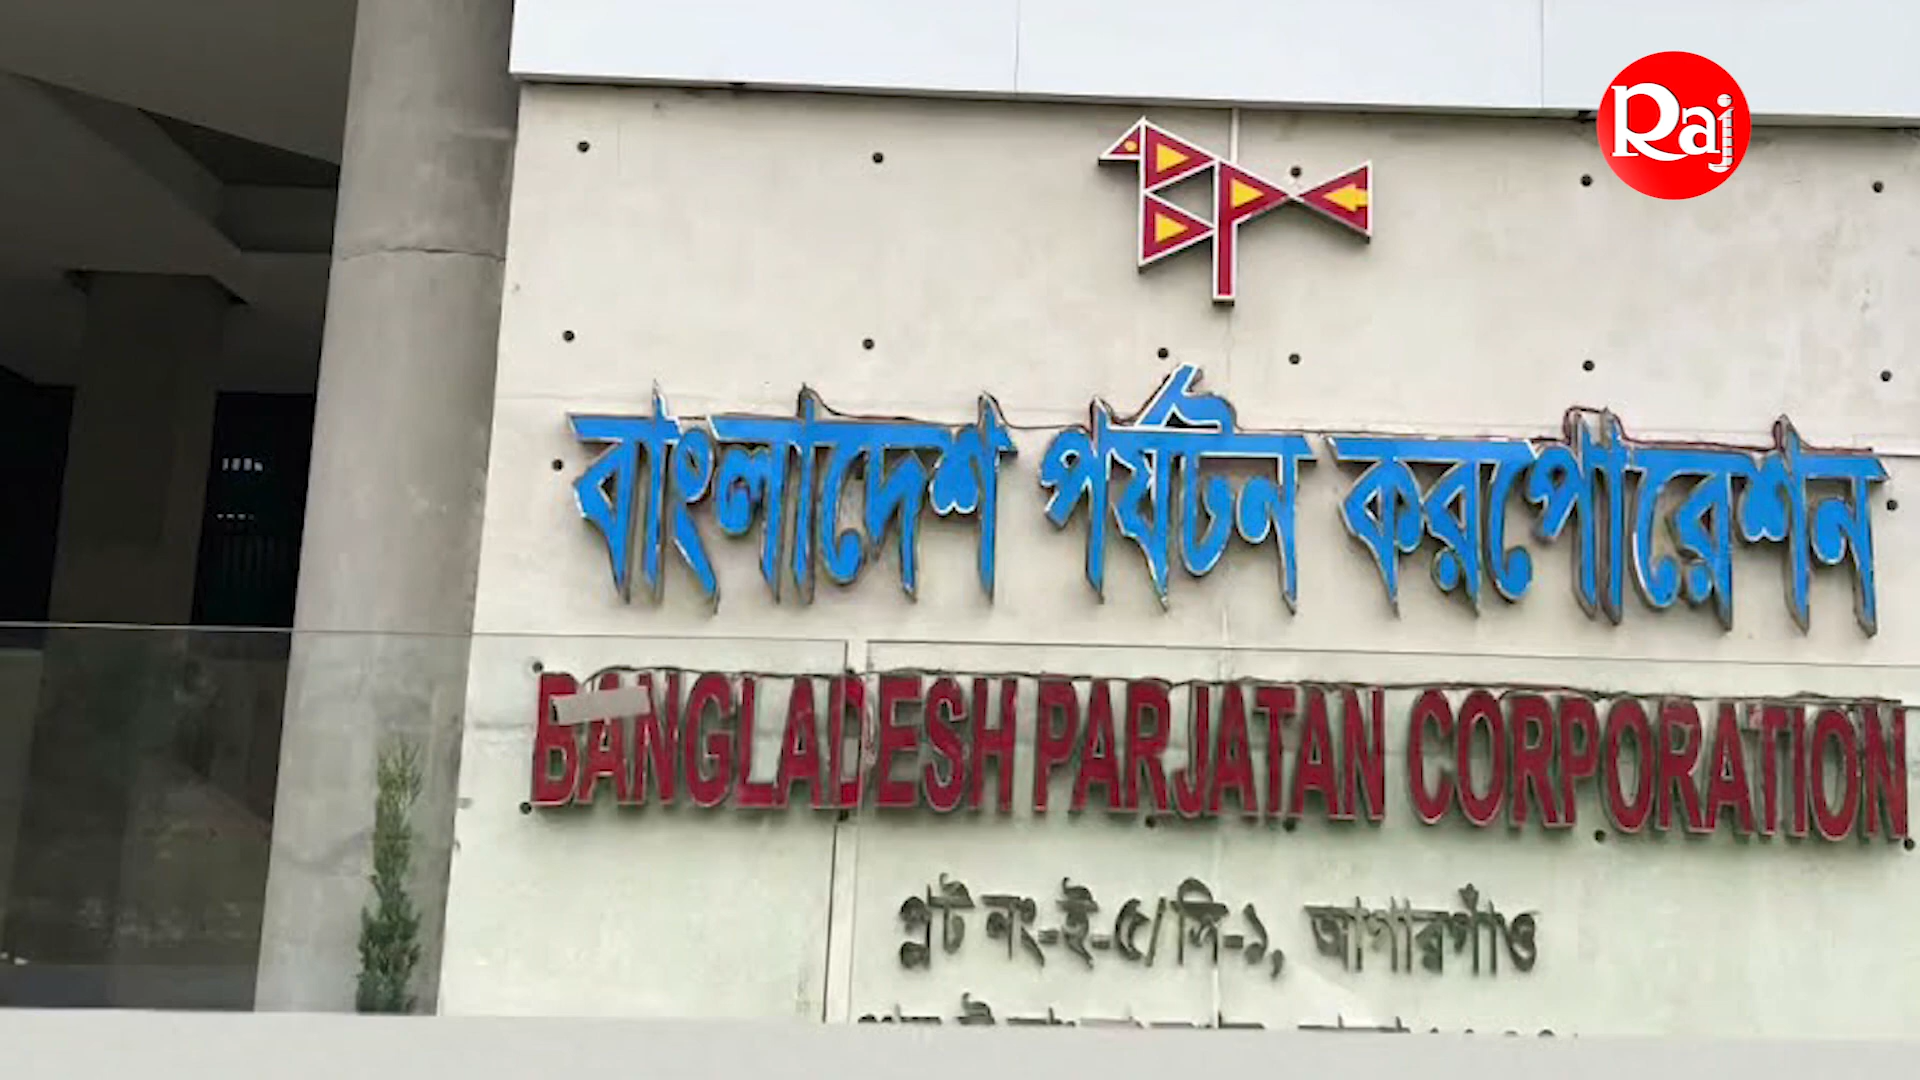 Raj
বাংলাদেশ পর্যটন করপোরেশন
BANGLADESH PARJATAN CORPORATION
প্লট নং-ই-৫/সি-১, আগারগাঁও